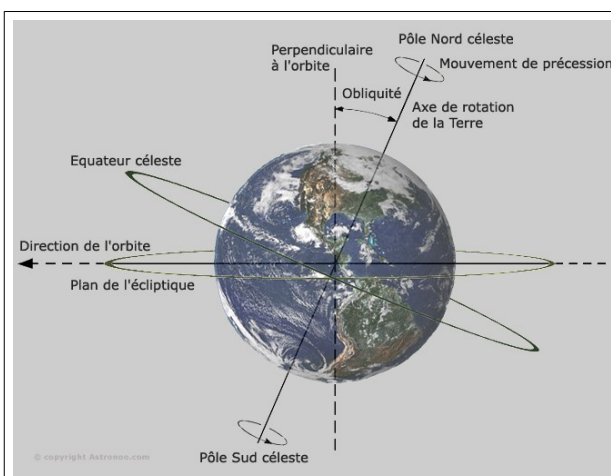 Perpendiculaire
à l'orbite
Pôle Nord céleste
Mouvement de précession
Obliquité
Axe de rotation
de la Terre
Equateur céleste
Direction de l'orbite
Plan de l'écliptique
Pôle Sud céleste
© copyright Astronoo.com